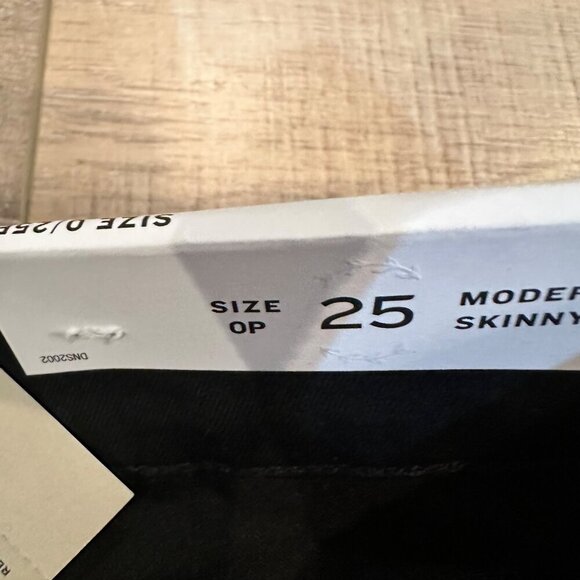 SIZE 0/25P
SIZE
0P
25
MODER
SKINNY
DNS2002